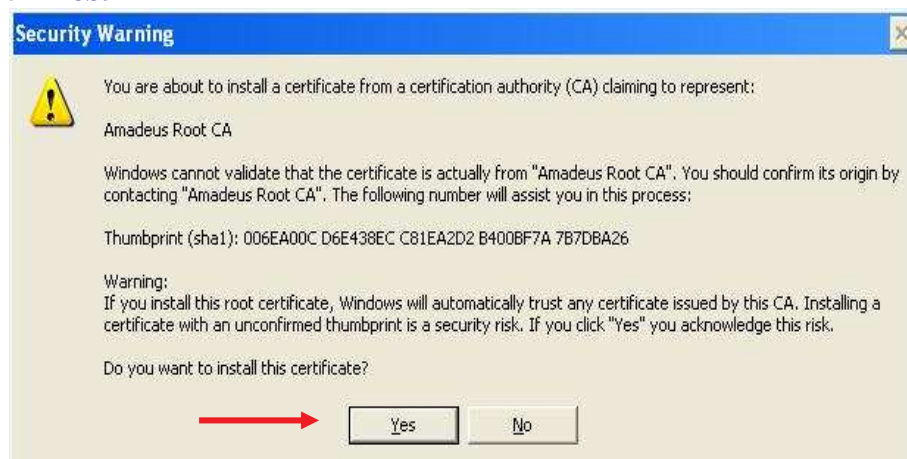 Security Warning
You are about to install a certificate from a certification authority (CA) claiming to represent:
Amadeus Root CA
Windows cannot validate that the certificate is actually from "Amadeus Root CA". You should confirm its origin by
contacting "Amadeus Root CA". The following number will assist you in this process:
Thumbprint (sha1): 006EA00C D6E438EC C81EA2D2 B400BF7A 7B7DBA26
Warning:
If you install this root certificate, Windows will automatically trust any certificate issued by this CA. Installing a
certificate with an unconfirmed thumbprint is a security risk. If you click "Yes" you acknowledge this risk.
Do you want to install this certificate?
Yes No